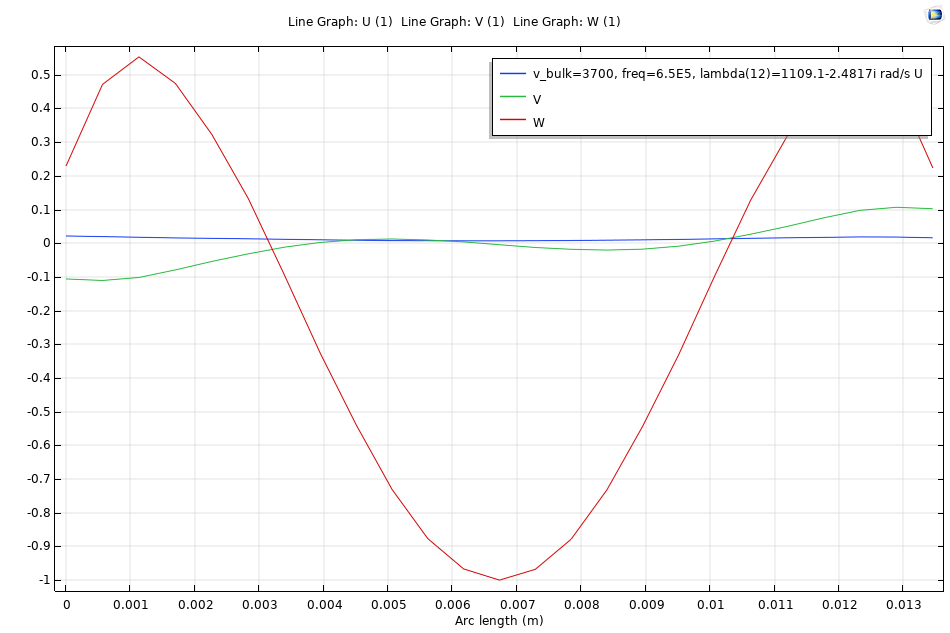 Line Graph: U (1)  Line Graph: V (1)  Line Graph: W (1)
v_bulk=3700, freq=6.5E5, lambda(12)=1109.1-2.4817i rad/s U
V
W
0.5
0.4
0.3
0.2
0.1
0
-0.1
-0.2
-0.3
-0.4
-0.5
-0.6
-0.7
-0.8
-0.9
-1
0 0.001 0.002 0.003 0.004 0.005 0.006 0.007 0.008 0.009 0.01 0.011 0.012 0.013
Arc length (m)